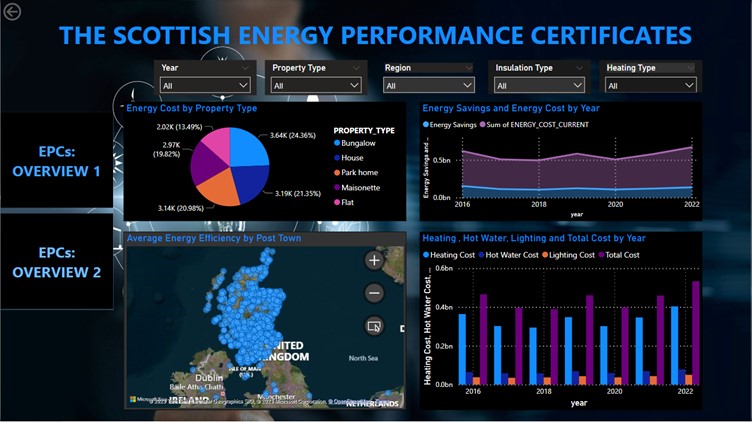 THE SCOTTISH ENERGY PERFORMANCE CERTIFICATES
Year
All
Property Type
All
Region
All
Insulation Type
All
Heating Type
All
EPCs:
OVERVIEW 1
EPCs:
OVERVIEW 2
Energy Cost by Property Type
2.02K (13.49%)
2.97K
(19.82%)
3.14K (20.98%)
3.64K (24.36%)
3.19K (21.35%)
PROPERTY_TYPE
Bungalow
House
Park home
Maisonette
Flat
Energy Savings and Energy Cost by Year
Energy Savings
Sum of ENERGY_COST_CURRENT
Energy Savings and ...
0.5bn
0.0bn
2016
2018
2020
2022
year
Average Energy Efficiency by Post Town
UNITED
KINGDOM
ISLE OF MAN
Dublin
Baile Átha Cliath
IRELAND
Manchester
North Sea
NETHERLANDS
Heating , Hot Water, Lighting and Total Cost by Year
Heating Cost
Hot Water Cost
Lighting Cost
Total Cost
Heating Cost, Hot Water Cost, ...
0.6bn
0.4bn
0.2bn
0.0bn
2016
2018
2020
2022
year